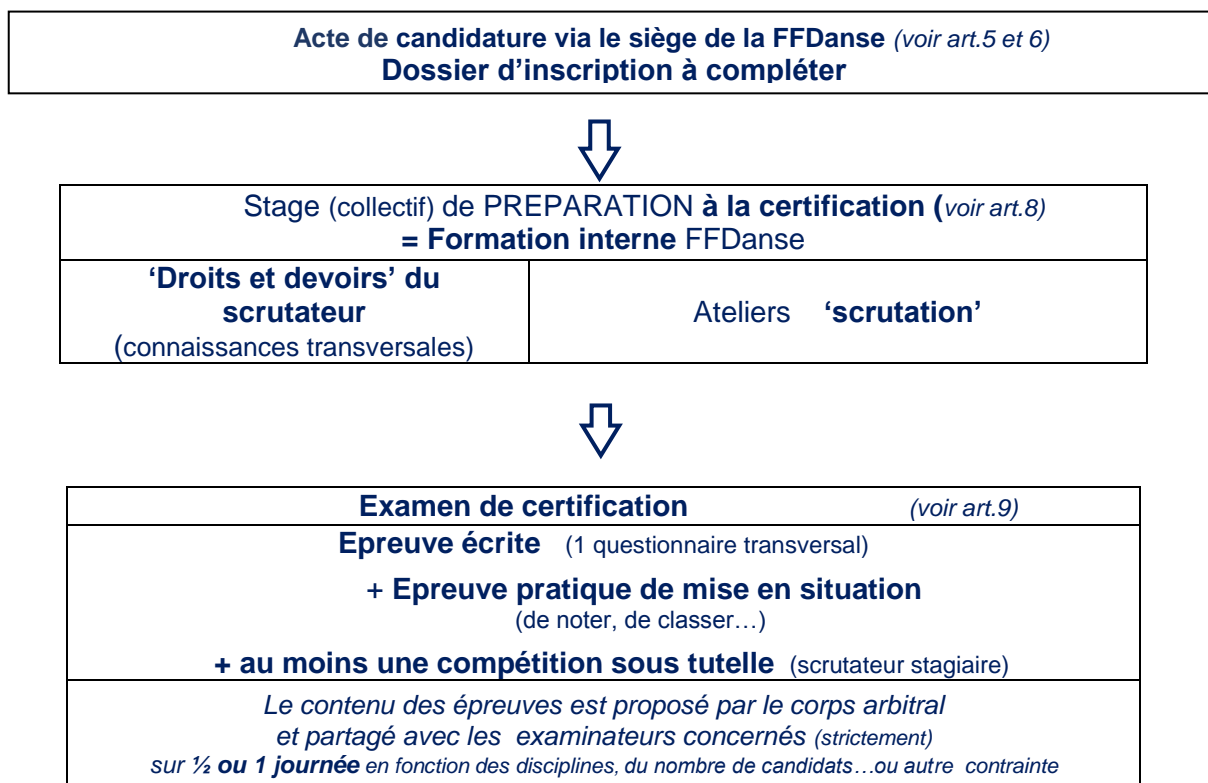 Acte de candidature via le siège de la FFDanse (voir art.5 et 6)
Dossier d’inscription à compléter
Stage (collectif) de PREPARATION à la certification (voir art.8)
= Formation interne FFDanse
‘Droits et devoirs’ du
scrutateur
(connaissances transversales)
Ateliers ‘scrutation’
Examen de certification (voir art.9)
Epreuve écrite (1 questionnaire transversal)
+ Epreuve pratique de mise en situation
(de noter, de classer…)
+ au moins une compétition sous tutelle (scrutateur stagiaire)
Le contenu des épreuves est proposé par le corps arbitral
et partagé avec les examinateurs concernés (strictement)
sur ½ ou 1 journée en fonction des disciplines, du nombre de candidats…ou autre contrainte